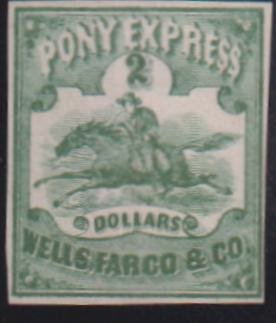 PONY EXPRESS
2
DOLLARS
WELLS, FARGO & CO.